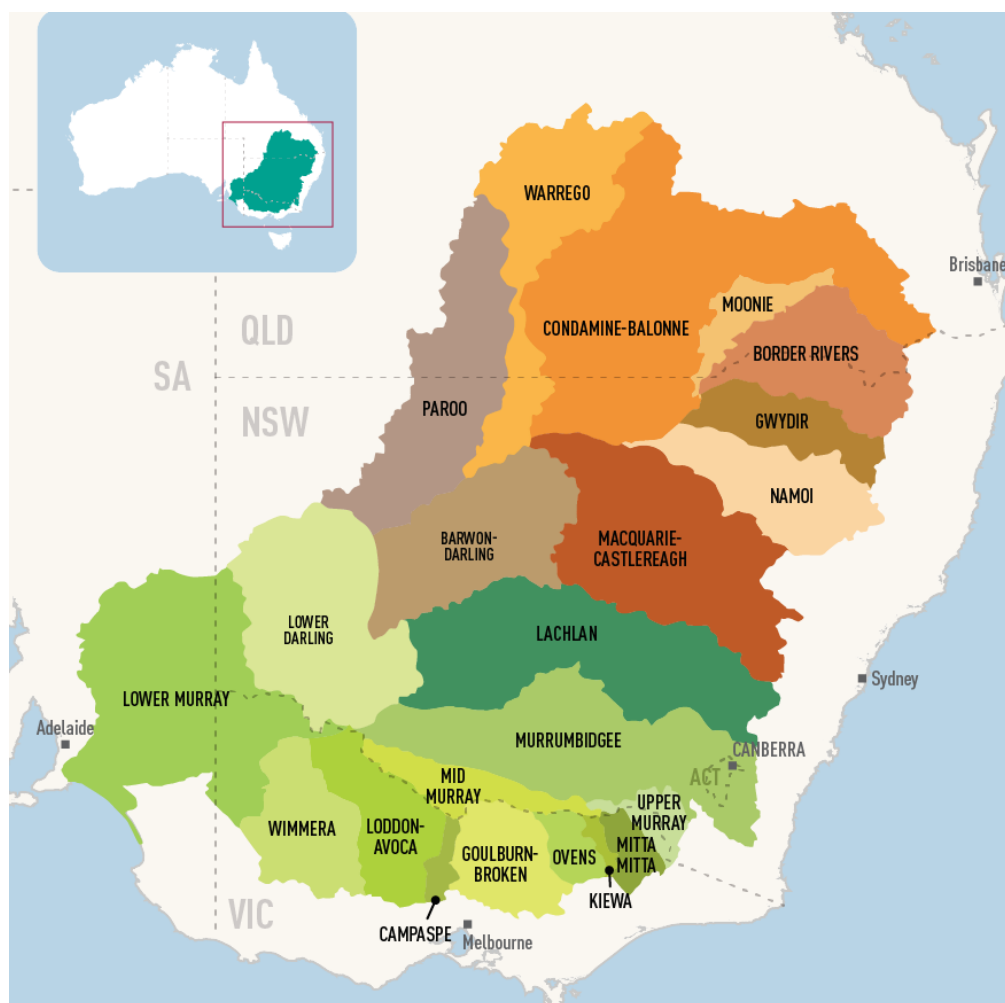 WARREGO
Brisbane
MOONIE
CONDAMINE-BALONNE
QLD
BORDER RIVERS
SA
PAROO
NSW
GWYDIR
NAMOI
BARWON-
DARLING
MACQUARIE-
CASTLEREAGH
LOWER
DARLING
LACHLAN
Sydney
LOWER MURRAY
Adelaide
MURRUMBIDGEE
CANBERRA
ACT
MID
MURRAY
UPPER
MURRAY
WIMMERA
LODDON-
AVOCA
GOULBURN-
BROKEN
OVENS
MITTA
MITTA
KIEWA
VIC
CAMPASPE
Melbourne